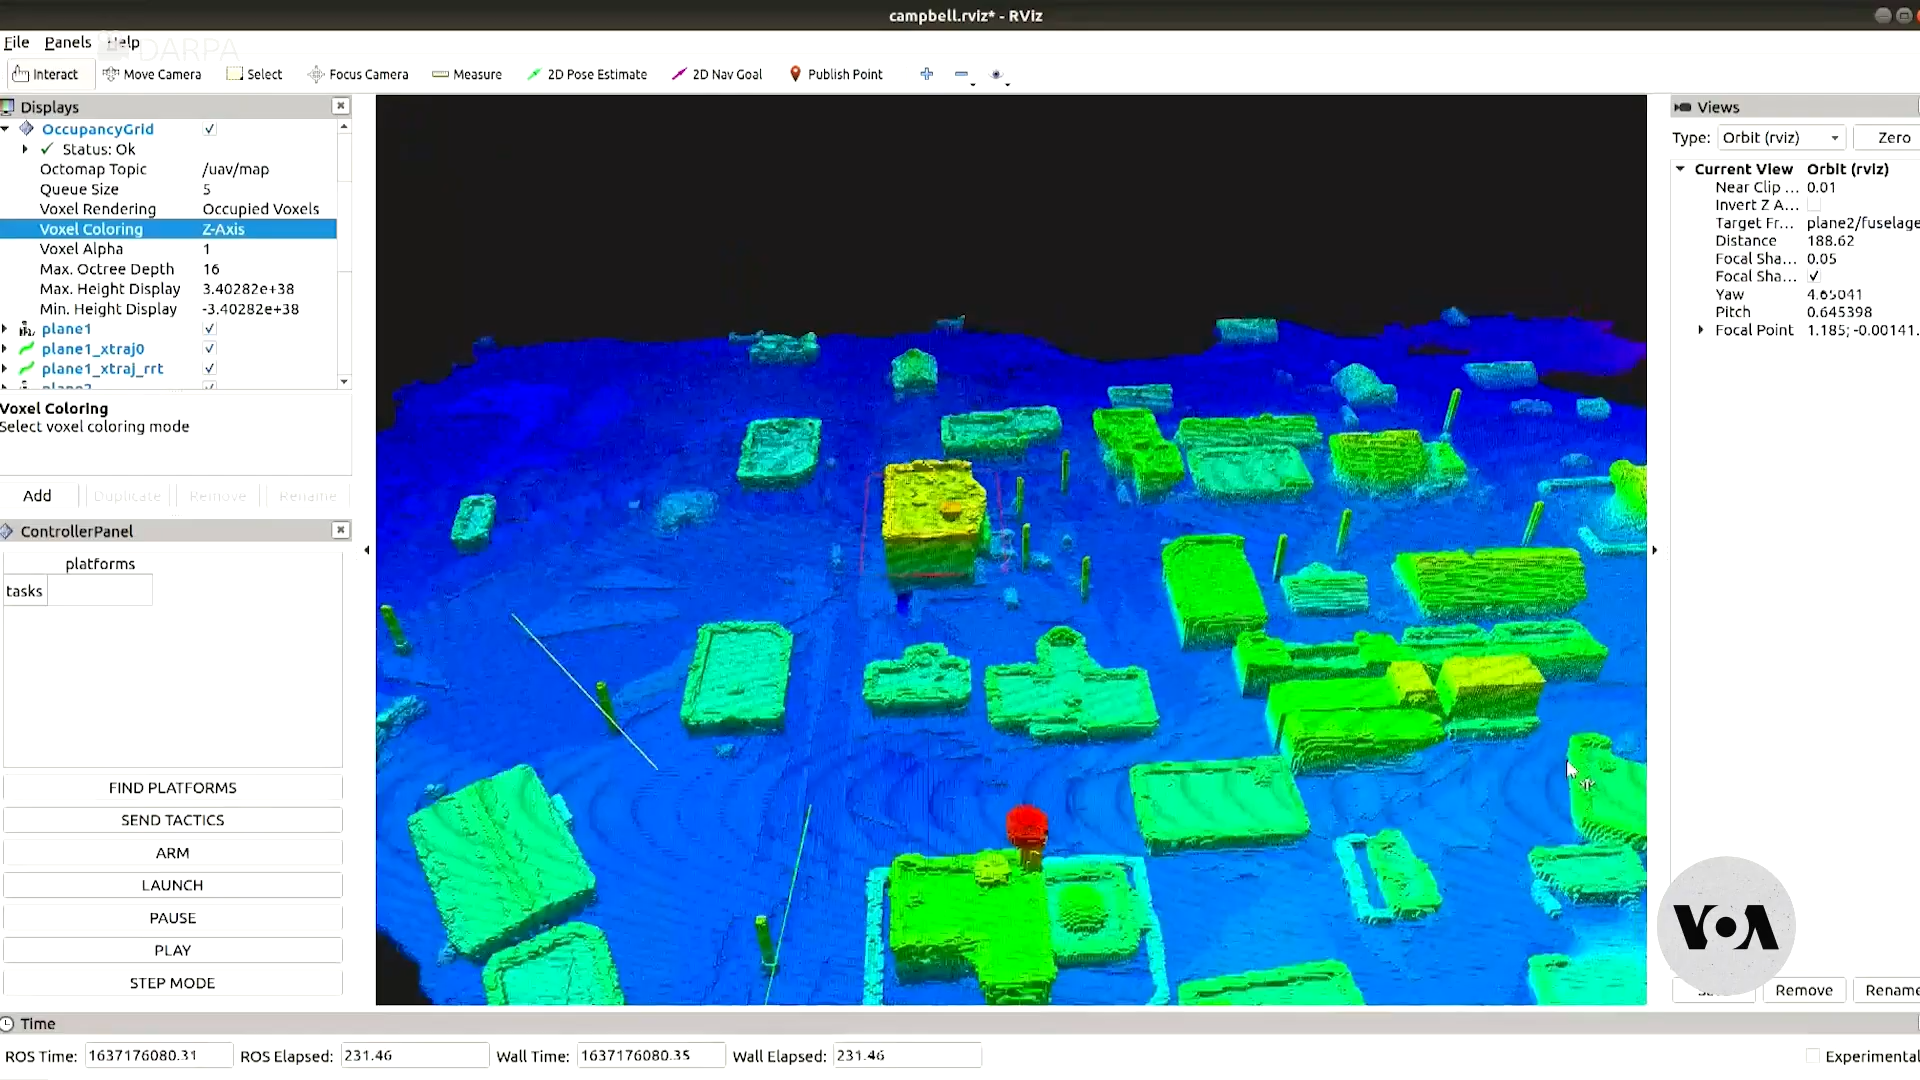 campbell.rviz* - RViz
File Panels Help
DARPA
Interact Move Camera Select Focus Camera Measure 2D Pose Estimate 2D Nav Goal Publish Point
Displays
OccupancyGrid
Status: Ok
Octomap Topic /uav/map
Queue Size 5
Voxel Rendering Occupied Voxels
Voxel Coloring Z-Axis
Voxel Alpha 1
Max. Octree Depth 16
Max. Height Display 3.40282e+38
Min. Height Display -3.40282e+38
plane1
plane1_xtraj0
plane1_xtraj_rrt
Voxel Coloring
Select voxel coloring mode
Add Duplicate Remove Rename
ControllerPanel
platforms
tasks
FIND PLATFORMS
SEND TACTICS
ARM
LAUNCH
PAUSE
PLAY
STEP MODE
Views
Type: Orbit (rviz) Zero
Current View Orbit (rviz)
Near Clip ... 0.01
Invert Z A...
Target Fr... plane2/fuselage
Distance 188.62
Focal Sha... 0.05
Focal Sha...
Yaw 4.65041
Pitch 0.645398
Focal Point 1.185; -0.00141.
VOA
Remove Rename
Time
ROS Time: 1637176080.31 ROS Elapsed: 231.46 Wall Time: 1637176080.35 Wall Elapsed: 231.46
Experimental